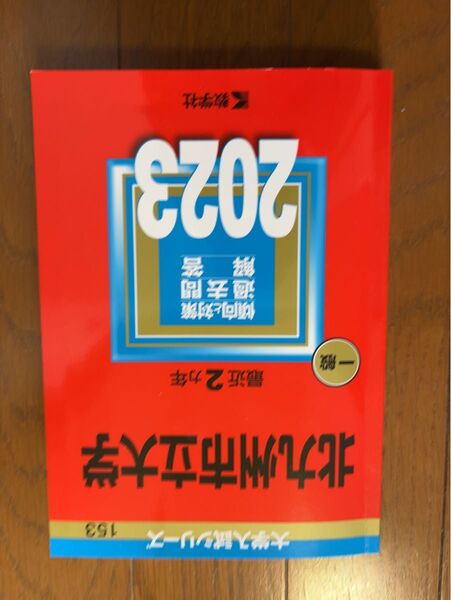 大学入試シリーズ
153
北九州市立大学
最近2カ年
一般
傾向と対策
過去問
解答
2023
教学社